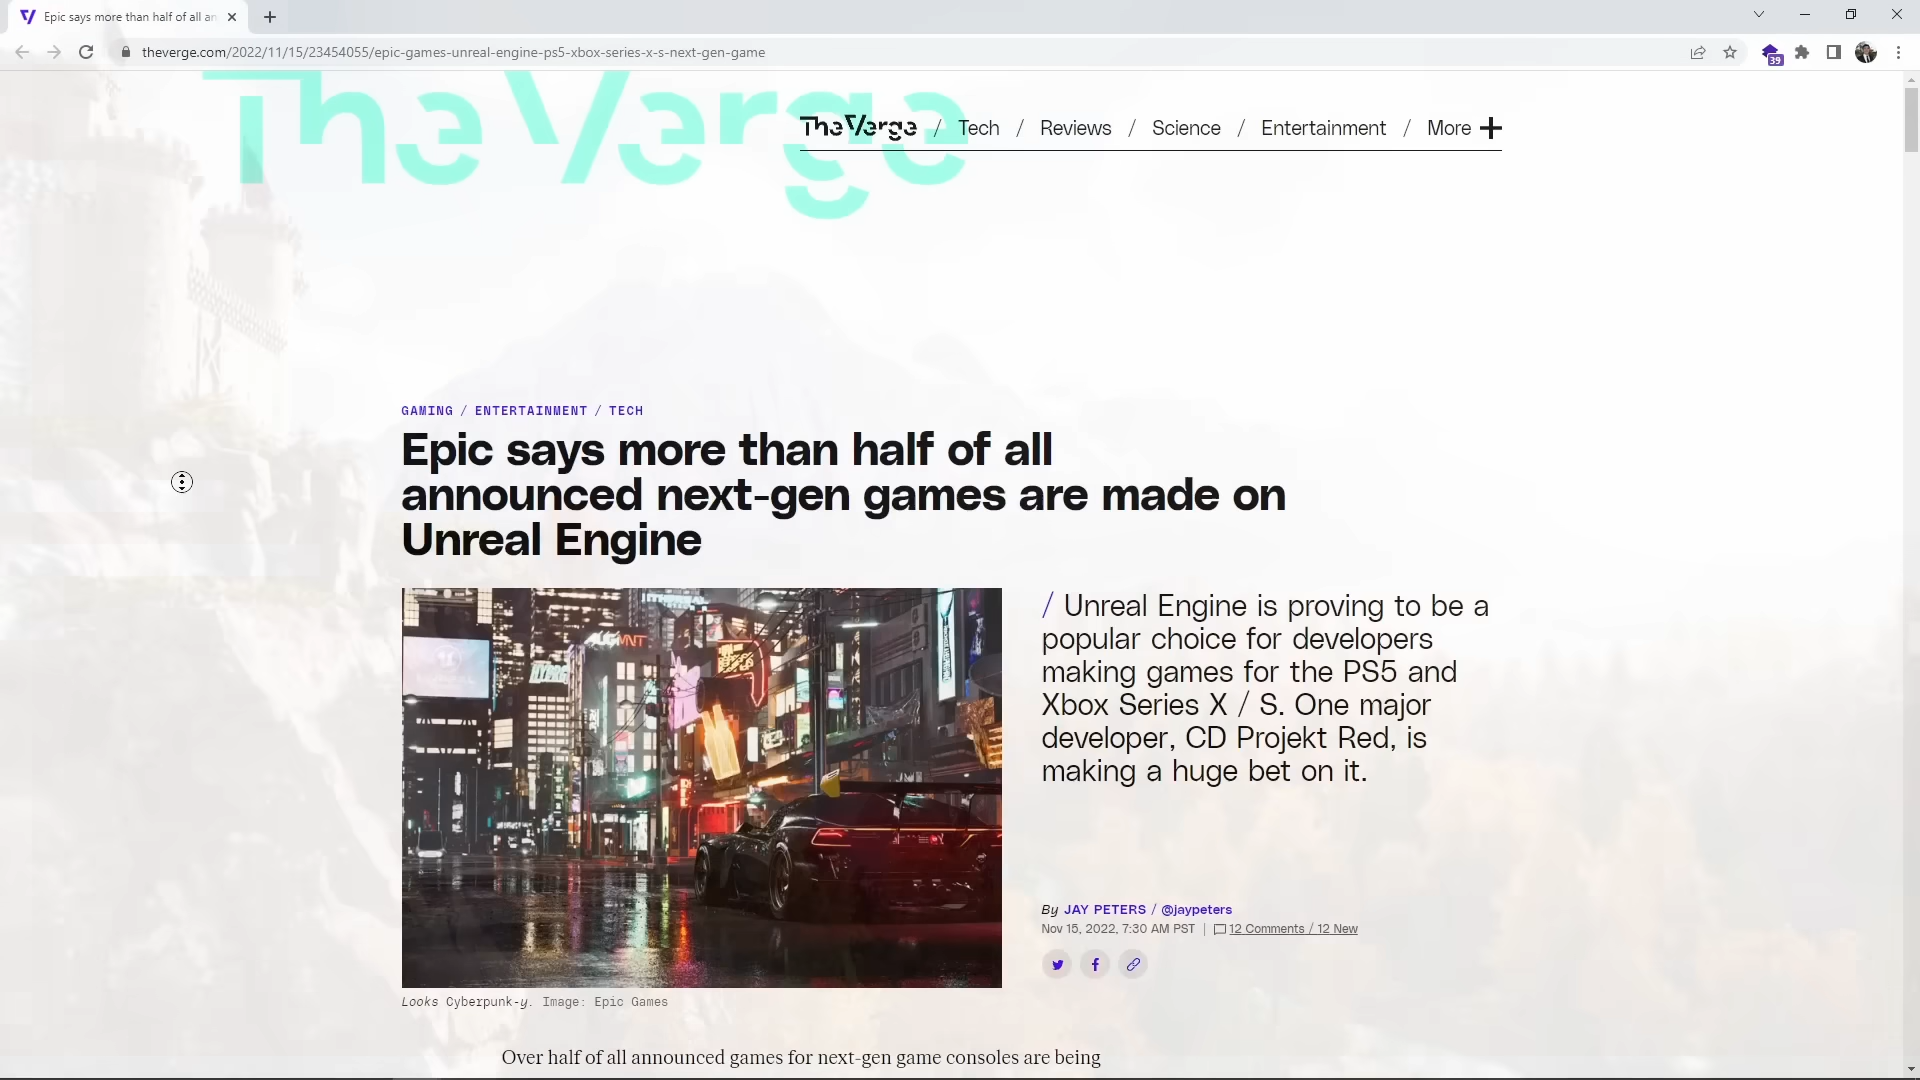 Epic says more than half of all an
theverge.com/2022/11/15/23454055/epic-games-unreal-engine-ps5-xbox-series-x-s-next-gen-game
39
The Verge
The Verge / Tech / Reviews / Science / Entertainment / More
GAMING / ENTERTAINMENT / TECH
Epic says more than half of all
announced next-gen games are made on
Unreal Engine
/ Unreal Engine is proving to be a
popular choice for developers
making games for the PS5 and
Xbox Series X / S. One major
developer, CD Projekt Red, is
making a huge bet on it.
By JAY PETERS / @jaypeters
Nov 15, 2022, 7:30 AM PST | 12 Comments / 12 New
Looks Cyberpunk-y. Image: Epic Games
Over half of all announced games for next-gen game consoles are being